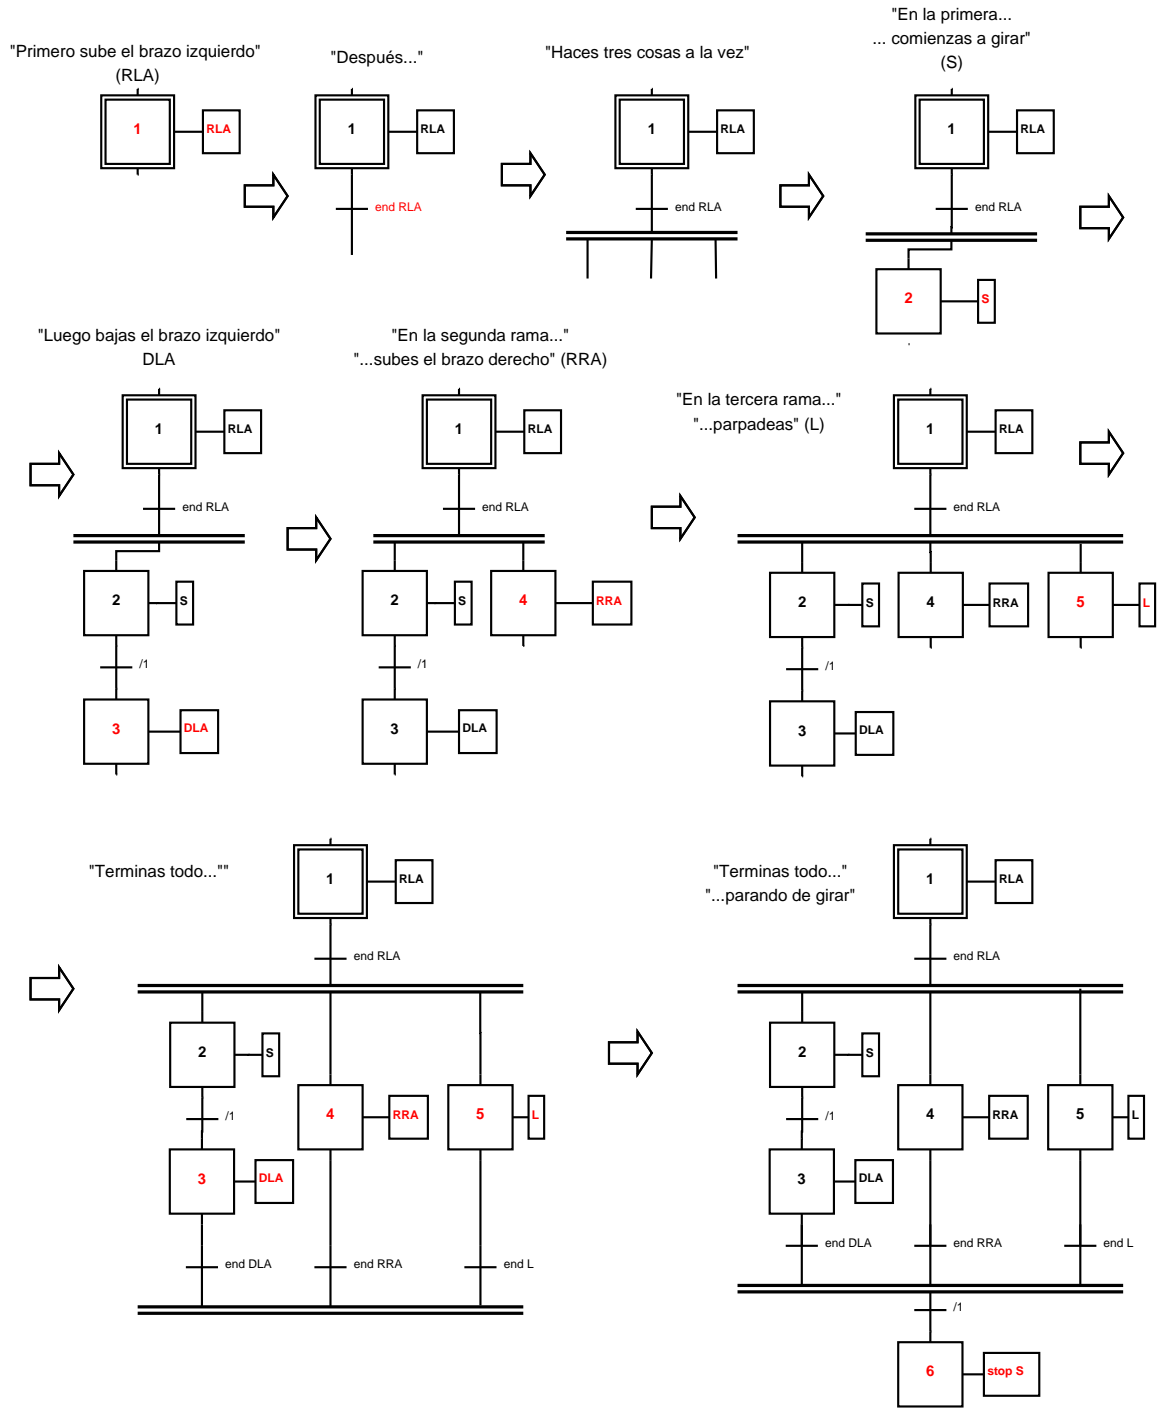 "Primero sube el brazo izquierdo"
(RLA)
1
RLA
"Después..."
1
RLA
end RLA
"Haces tres cosas a la vez"
1
RLA
end RLA
"En la primera...
... comienzas a girar"
(S)
1
RLA
end RLA
2
S
"Luego bajas el brazo izquierdo"
DLA
1
RLA
end RLA
2
S
/1
3
DLA
"En la segunda rama..."
"...subes el brazo derecho" (RRA)
1
RLA
end RLA
2
S
4
RRA
/1
3
DLA
"En la tercera rama..."
"...parpadeas" (L)
1
RLA
end RLA
2
S
4
RRA
5
L
/1
3
DLA
"Terminas todo...""
1
RLA
end RLA
2
S
/1
4
RRA
5
L
3
DLA
end DLA
end RRA
end L
"Terminas todo..."
"...parando de girar"
1
RLA
end RLA
2
S
/1
4
RRA
5
L
3
DLA
end DLA
end RRA
end L
/1
6
stop S